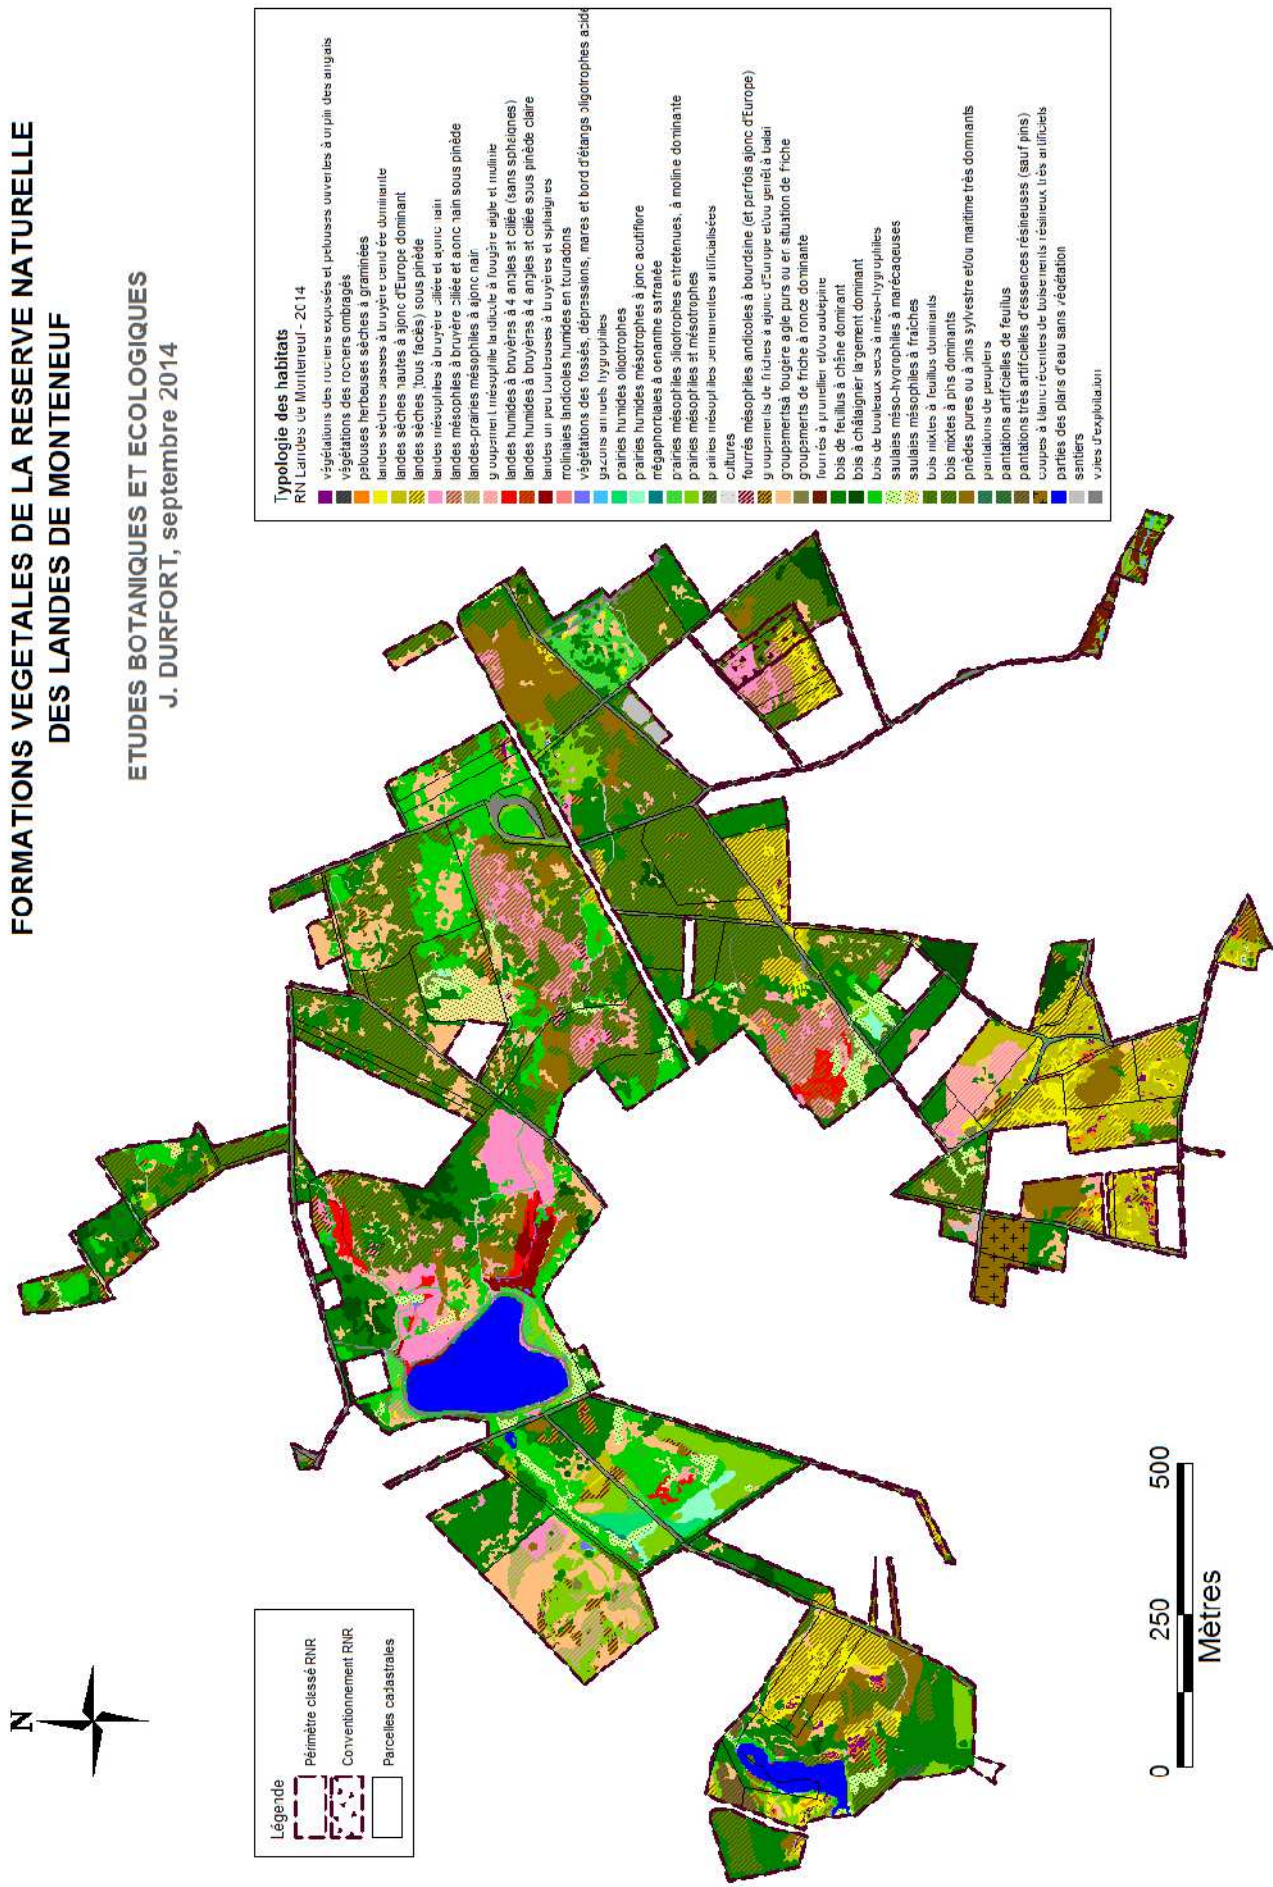 FORMATIONS VEGETALES DE LA RESERVE NATURELLE
DES LANDES DE MONTENEUF
ETUDES BOTANIQUES ET ECOLOGIQUES
J. DURFORT, septembre 2014
N
Légende
Périmètre classé RNR
Conventionnement RNR
Parcelles cadastrales
Typologie des habitats
RN Landes de Monteneuf - 2014
végétations des rochers exposés et pelouses ouvertes à orpin des anglais
végétations des rochers ombragés
pelouses herbeuses sèches à graminées
landes sèches basses à bruyère cendrée dominante
landes sèches hautes à ajonc d'Europe dominant
landes sèches (tous faciès) sous pinède
landes mésophiles à bruyère ciliée et ajonc nain
landes mésophiles à bruyère ciliée et ajonc nain sous pinède
landes-prairies mésophiles à ajonc nain
groupement mésophile landicole à fougère aigle et molinie
landes humides à bruyères à 4 angles et ciliée (sans sphaignes)
landes humides à bruyères à 4 angles et ciliée sous pinède claire
landes un peu tourbeuses à bruyères et sphaignes
moliniaies landicoles humides en touradons
végétations des fossés, dépressions, mares et bord d'étangs oligotrophes acide
gazons annuels hygrophiles
prairies humides oligotrophes
prairies humides mésotrophes à jonc acutiflore
mégaphorbiaies à oenanthe safranée
prairies mésophiles oligotrophes entretenues, à moline dominante
prairies mésophiles et mésotrophes
prairies mésophiles permanentes artificialisées
cultures
fourrés mésophiles landicoles à bourdaine (et parfois ajonc d'Europe)
groupements de friches à ajonc d'Europe et/ou genêt à balai
groupements à fougère aigle purs ou en situation de friche
groupements de friche à ronce dominante
fourrés à prunellier et/ou aubépine
bois de feuillus à chêne dominant
bois à châtaignier largement dominant
bois de bouleaux secs à méso-hygrophiles
saulaies méso-hygrophiles à marécageuses
saulaies mésophiles à fraîches
bois mixtes à feuillus dominants
bois mixtes à pins dominants
pinèdes pures ou à pins sylvestre et/ou maritime très dominants
plantations de peupliers
plantations artificielles de feuillus
plantations très artificielles d'essences résineuses (sauf pins)
coupes à blanc récentes de boisements résineux très artificiels
parties des plans d'eau sans végétation
sentiers
voies d'exploitation
0 250 500
Mètres